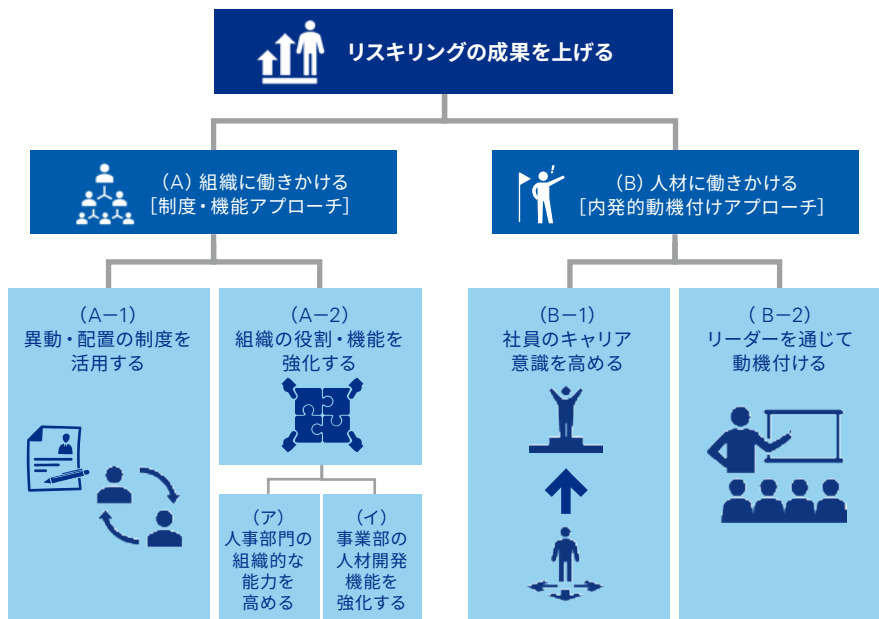 リスキリングの成果を上げる
（A）組織に働きかける
［制度・機能アプローチ］
（B）人材に働きかける
［内発的動機付けアプローチ］
（A−1）
異動・配置の制度を
活用する
（A−2）
組織の役割・機能を
強化する
（ア）
人事部門の
組織的な
能力を
高める
（イ）
事業部の
人材開発
機能を
強化する
（B−1）
社員のキャリア
意識を高める
（ B−2）
リーダーを通じて
動機付ける